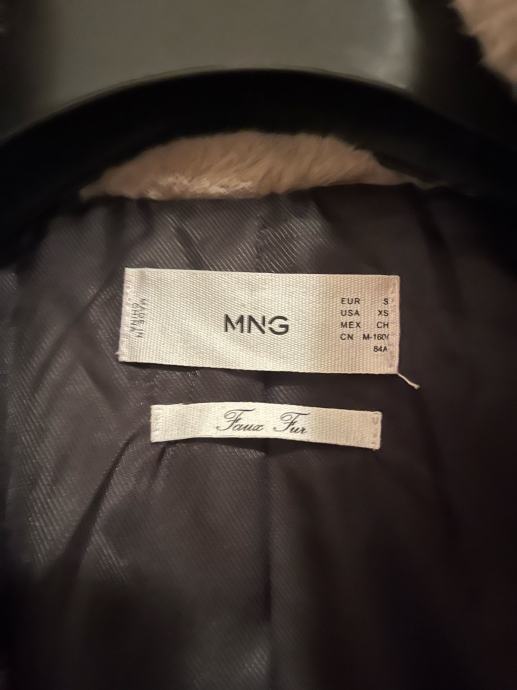 MADE IN
CHINA
MNG
EUR S
USA XS
MEX CH
CN M-160/
84A
Faux Fur